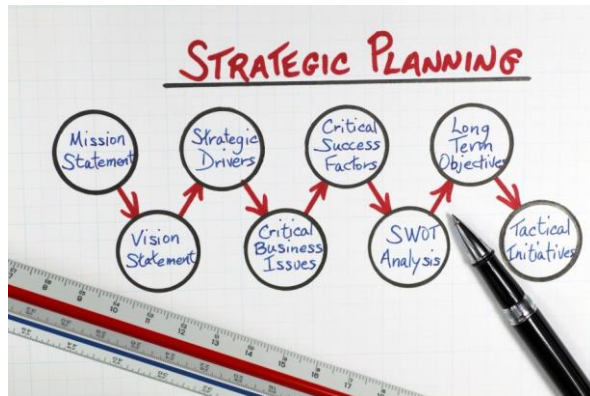 STRATEGIC PLANNING
Mission
Statement
Vision
Statement
Strategic
Drivers
Critical
Business
Issues
Critical
Success
Factors
SWOT
Analysis
Long
Term
Objectives
Tactical
Initiatives